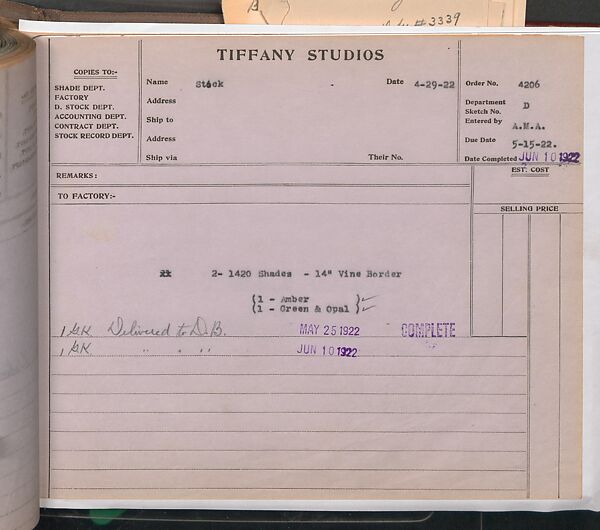 # 3339
TIFFANY STUDIOS
COPIES TO:-
SHADE DEPT.
FACTORY
D. STOCK DEPT.
ACCOUNTING DEPT.
CONTRACT DEPT.
STOCK RECORD DEPT.
Name Stock Date 4-29-22
Address
Ship to
Address
Ship via Their No.
Order No. 4206
Department D
Sketch No.
Entered by A.M.A.
Due Date 5-15-22.
Date Completed JUN 10 1922
REMARKS:
EST. COST
TO FACTORY:-
SELLING PRICE
2- 1420 Shades - 14" Vine Border
{1 - Amber }
{1 - Green & Opal }
1 GK Delivered to D.B. MAY 25 1922 COMPLETE
1 GK " " " JUN 10 1922